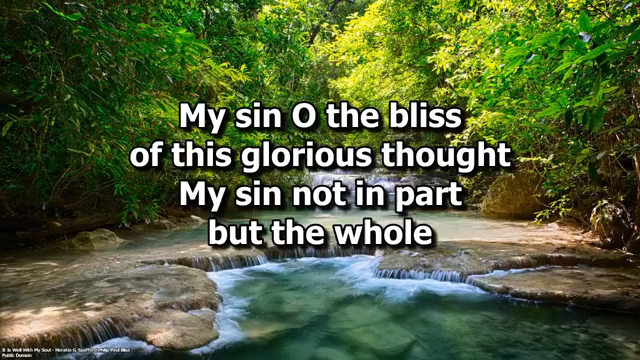 My sin O the bliss
of this glorious thought
My sin not in part
but the whole
It Is Well With My Soul - Horatio G. Spafford Philip Paul Bliss
Public Domain